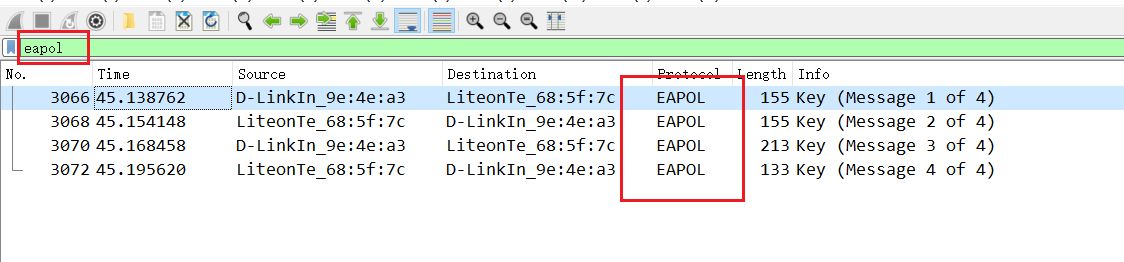 eapol
No. Time Source Destination Protocol Length Info
3066 45.138762 D-LinkIn_9e:4e:a3 LiteonTe_68:5f:7c EAPOL 155 Key (Message 1 of 4)
3068 45.154148 LiteonTe_68:5f:7c D-LinkIn_9e:4e:a3 EAPOL 155 Key (Message 2 of 4)
3070 45.168458 D-LinkIn_9e:4e:a3 LiteonTe_68:5f:7c EAPOL 213 Key (Message 3 of 4)
3072 45.195620 LiteonTe_68:5f:7c D-LinkIn_9e:4e:a3 EAPOL 133 Key (Message 4 of 4)